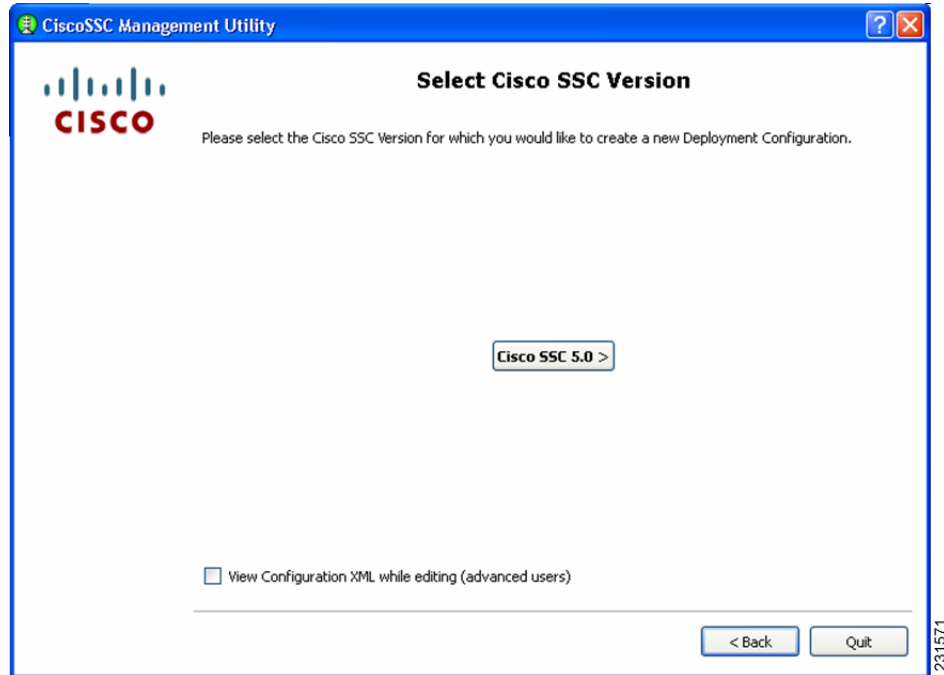 CiscoSSC Management Utility
CISCO
Select Cisco SSC Version
Please select the Cisco SSC Version for which you would like to create a new Deployment Configuration.
Cisco SSC 5.0 >
View Configuration XML while editing (advanced users)
< Back
Quit
231571